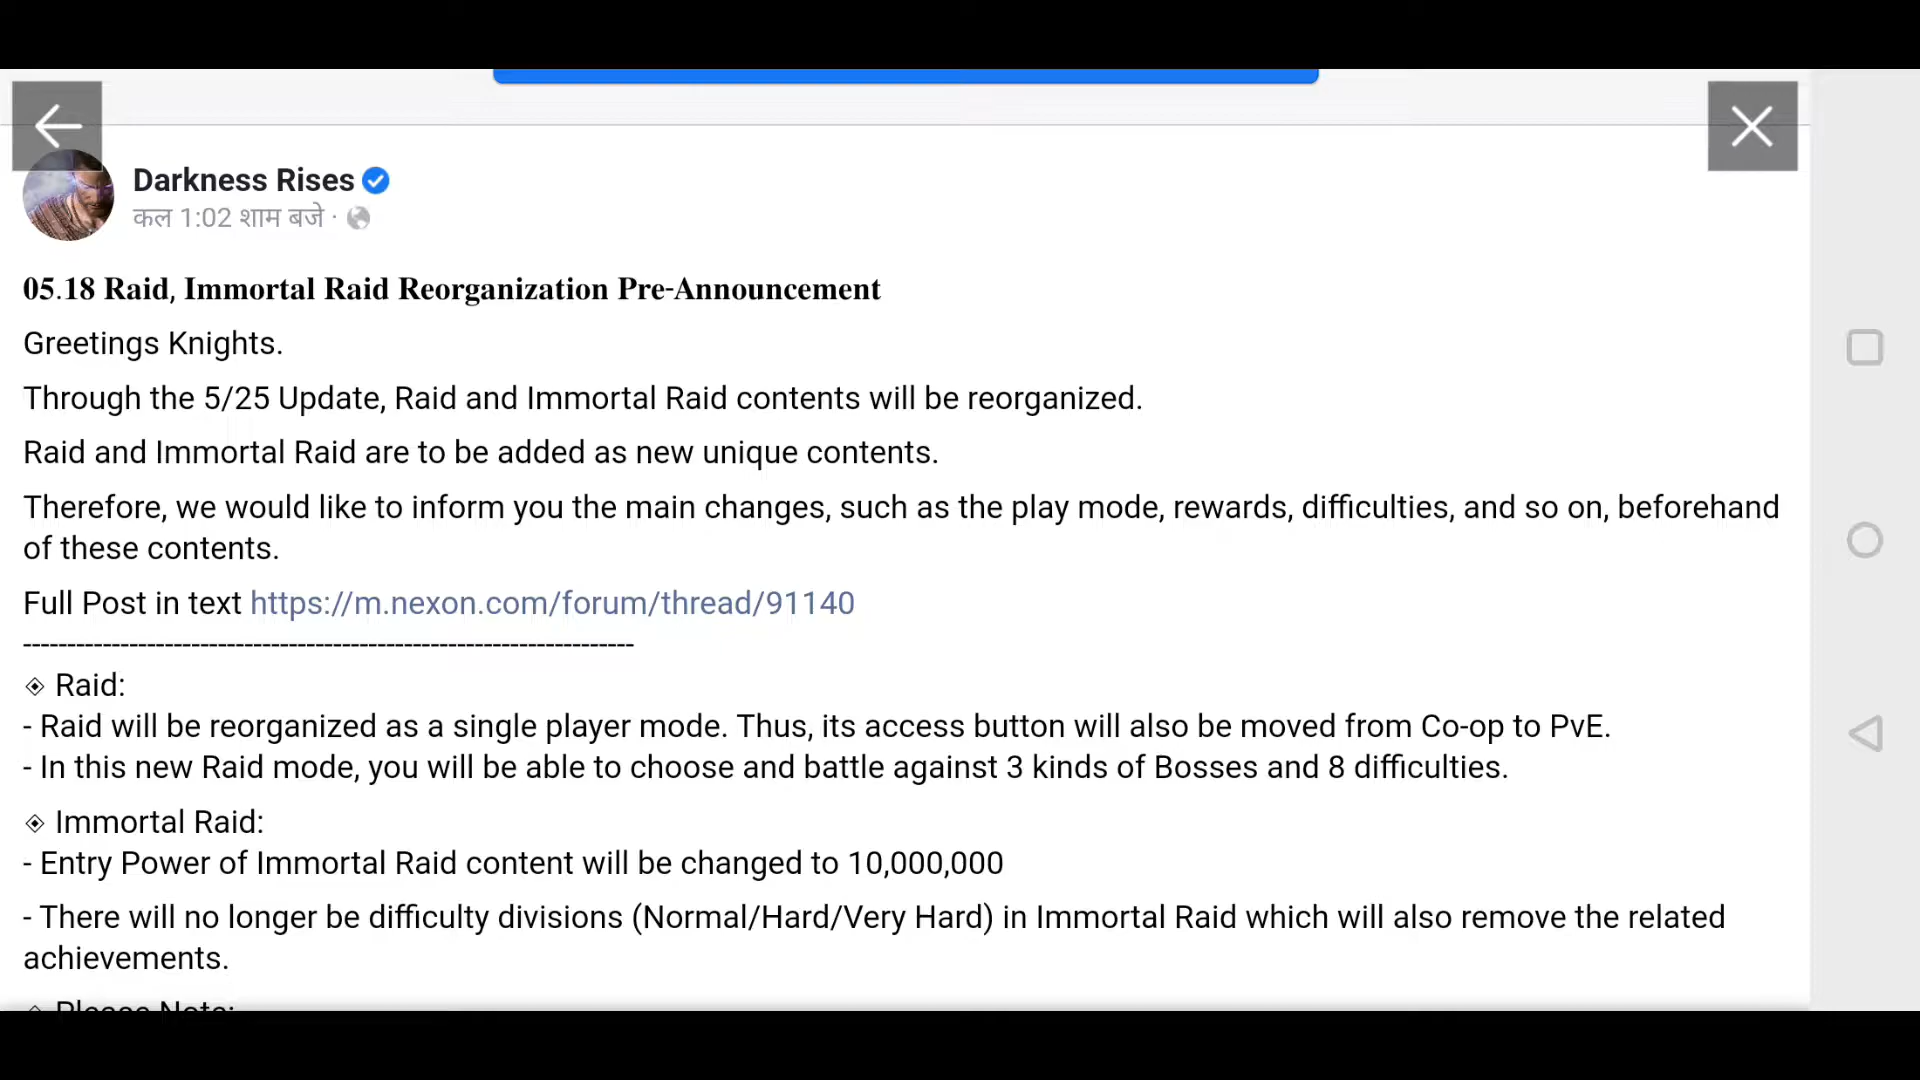 Darkness Rises
कल 1:02 शाम बजे ·
05.18 Raid, Immortal Raid Reorganization Pre-Announcement
Greetings Knights.
Through the 5/25 Update, Raid and Immortal Raid contents will be reorganized.
Raid and Immortal Raid are to be added as new unique contents.
Therefore, we would like to inform you the main changes, such as the play mode, rewards, difficulties, and so on, beforehand
of these contents.
Full Post in text https://m.nexon.com/forum/thread/91140
----------------------------------------------------------------------
◈ Raid:
- Raid will be reorganized as a single player mode. Thus, its access button will also be moved from Co-op to PvE.
- In this new Raid mode, you will be able to choose and battle against 3 kinds of Bosses and 8 difficulties.
◈ Immortal Raid:
- Entry Power of Immortal Raid content will be changed to 10,000,000
- There will no longer be difficulty divisions (Normal/Hard/Very Hard) in Immortal Raid which will also remove the related
achievements.
◈ Please Note: